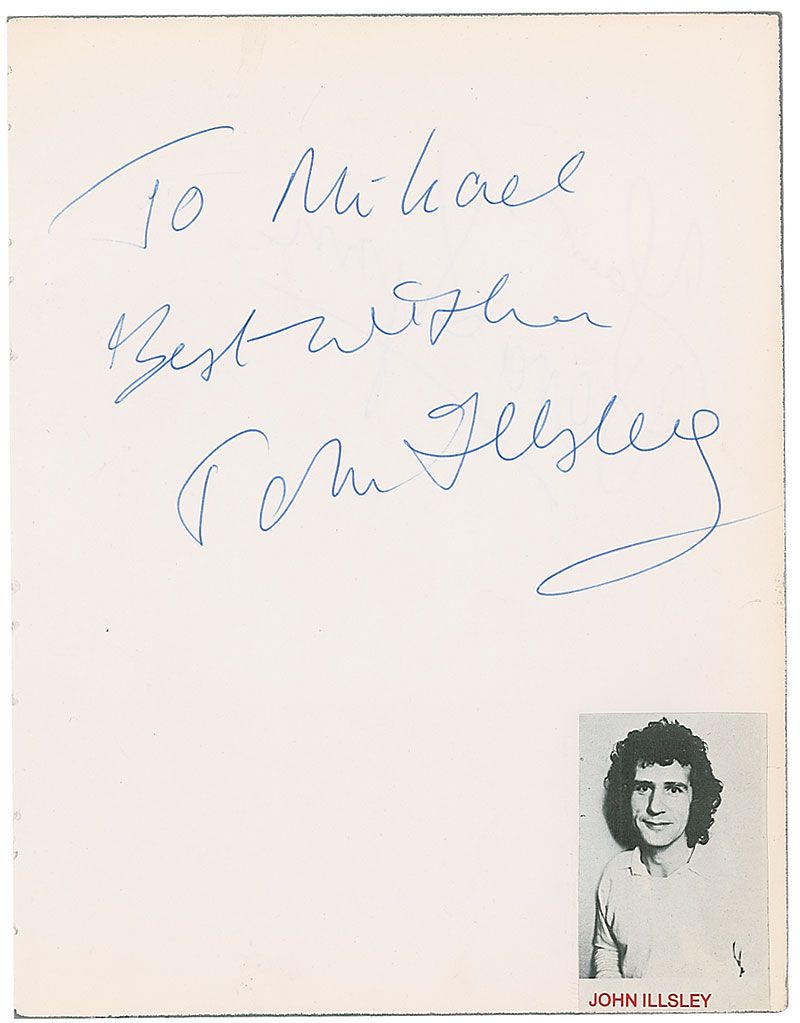 To Mikael
Best wishes
John Illsley
JOHN ILLSLEY